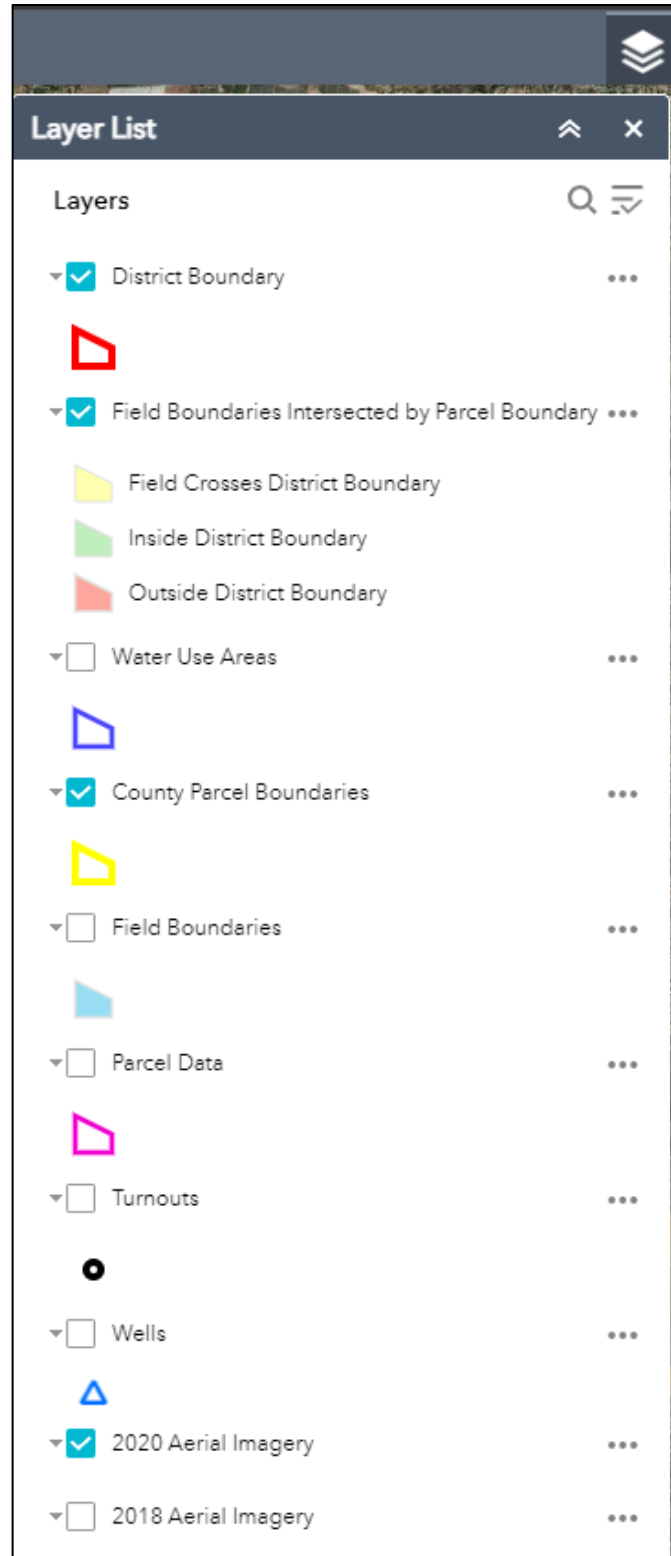 Layer List
Layers
District Boundary
Field Boundaries Intersected by Parcel Boundary
Field Crosses District Boundary
Inside District Boundary
Outside District Boundary
Water Use Areas
County Parcel Boundaries
Field Boundaries
Parcel Data
Turnouts
Wells
2020 Aerial Imagery
2018 Aerial Imagery